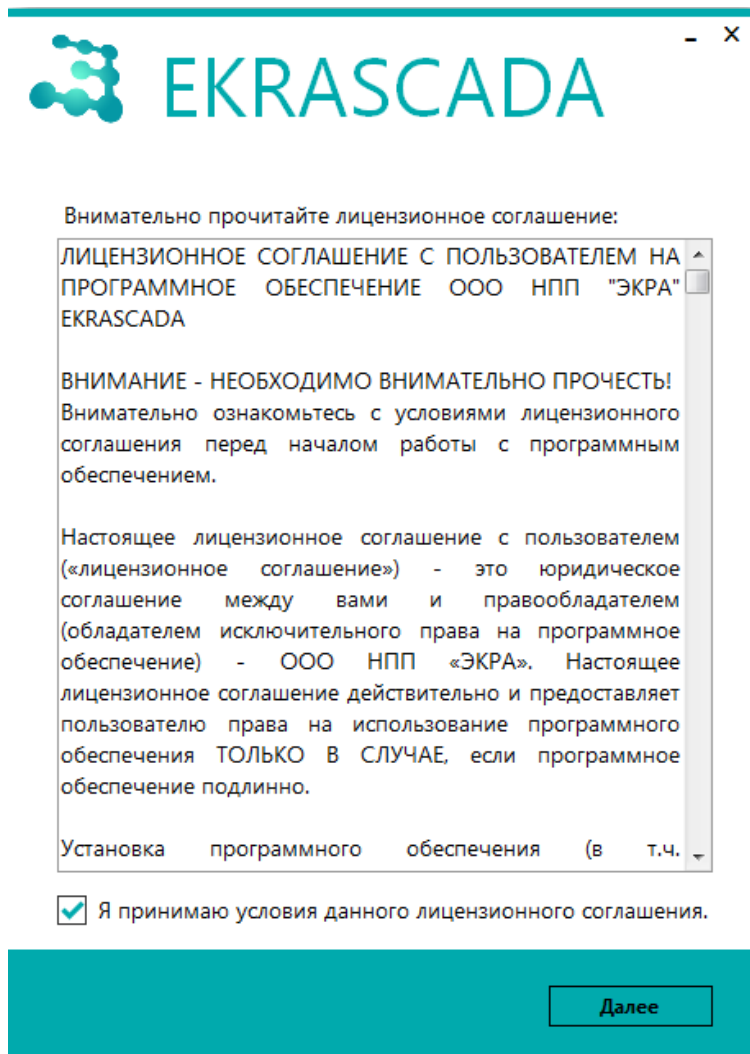 EKRASCADA
Внимательно прочитайте лицензионное соглашение:
ЛИЦЕНЗИОННОЕ СОГЛАШЕНИЕ С ПОЛЬЗОВАТЕЛЕМ НА
ПРОГРАММНОЕ ОБЕСПЕЧЕНИЕ ООО НПП "ЭКРА"
EKRASCADA
ВНИМАНИЕ - НЕОБХОДИМО ВНИМАТЕЛЬНО ПРОЧЕСТЬ!
Внимательно ознакомьтесь с условиями лицензионного
соглашения перед началом работы с программным
обеспечением.
Настоящее лицензионное соглашение с пользователем
(«лицензионное соглашение») - это юридическое
соглашение между вами и правообладателем
(обладателем исключительного права на программное
обеспечение) - ООО НПП «ЭКРА». Настоящее
лицензионное соглашение действительно и предоставляет
пользователю права на использование программного
обеспечения ТОЛЬКО В СЛУЧАЕ, если программное
обеспечение подлинно.
Установка программного обеспечения (в т.ч.
Я принимаю условия данного лицензионного соглашения.
Далее